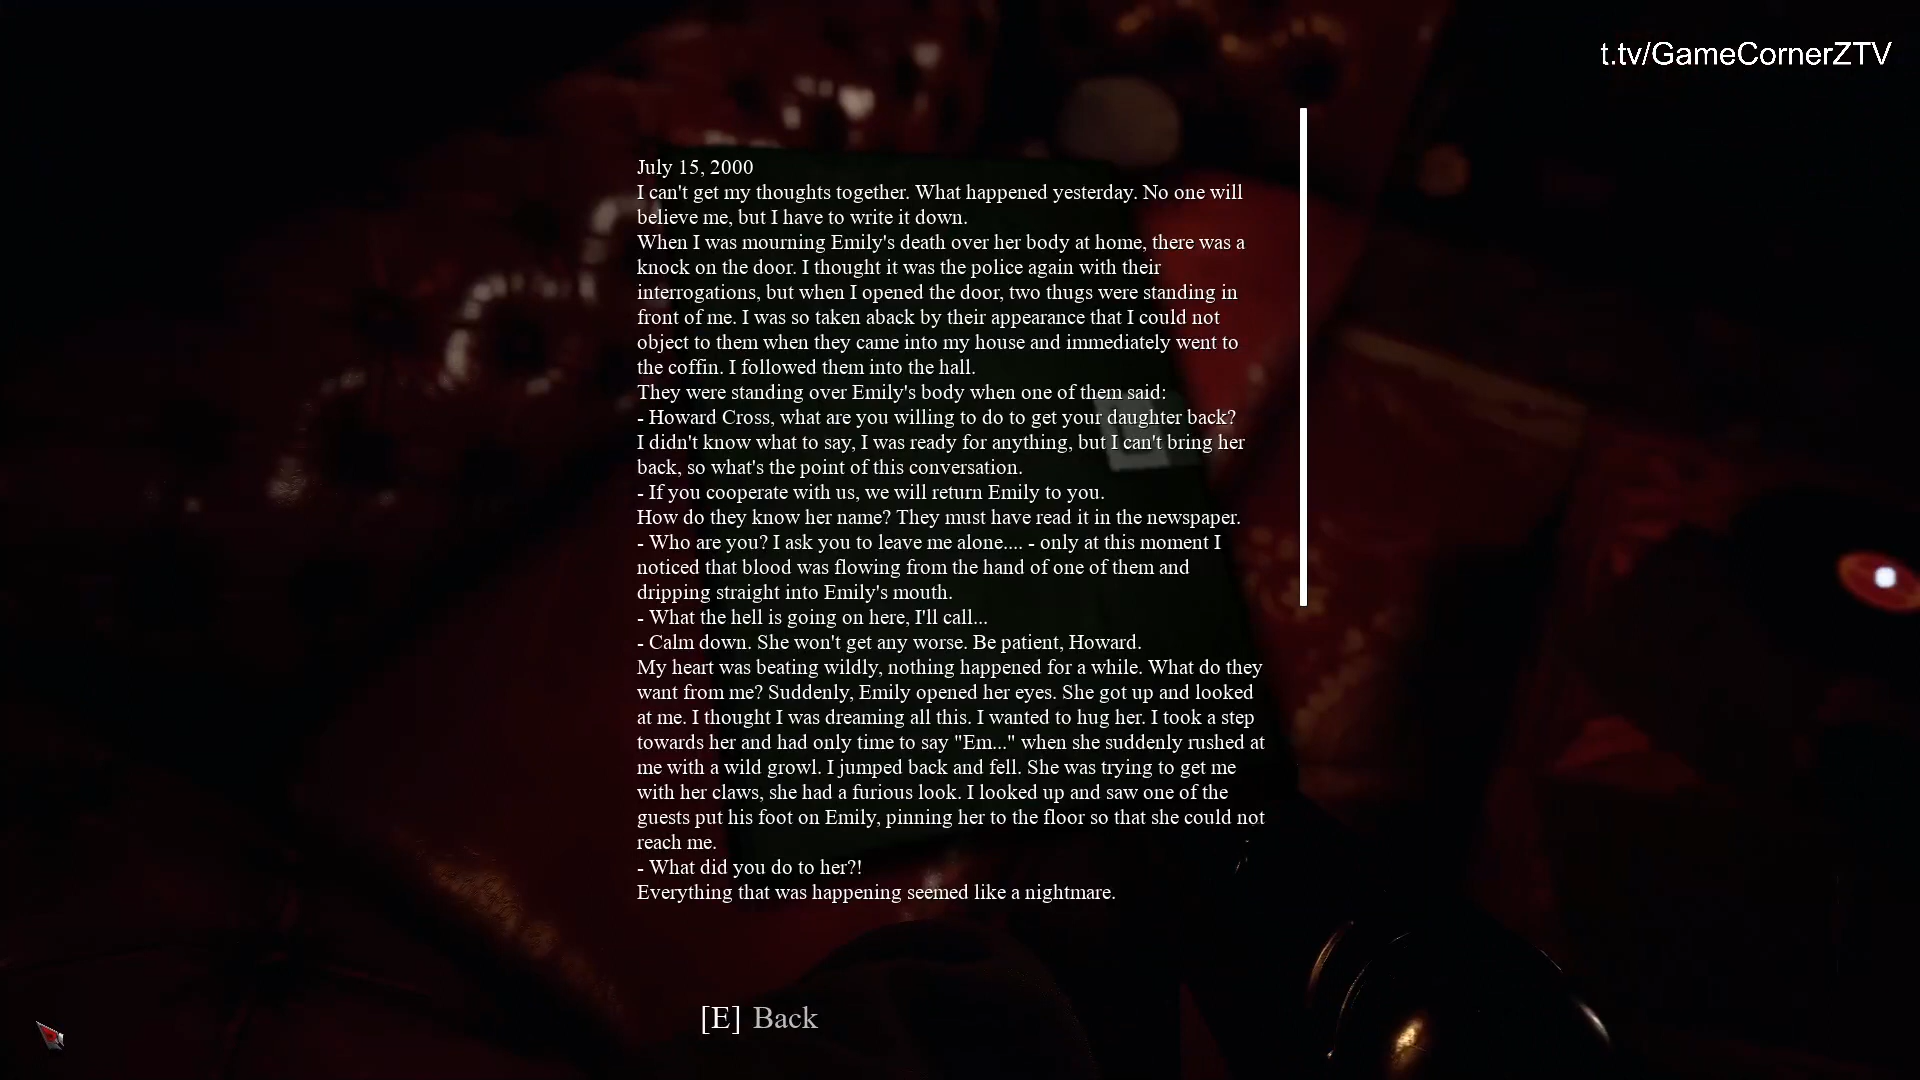 t.tv/GameCornerZTV
July 15, 2000
I can't get my thoughts together. What happened yesterday. No one will
believe me, but I have to write it down.
When I was mourning Emily's death over her body at home, there was a
knock on the door. I thought it was the police again with their
interrogations, but when I opened the door, two thugs were standing in
front of me. I was so taken aback by their appearance that I could not
object to them when they came into my house and immediately went to
the coffin. I followed them into the hall.
They were standing over Emily's body when one of them said:
- Howard Cross, what are you willing to do to get your daughter back?
I didn't know what to say, I was ready for anything, but I can't bring her
back, so what's the point of this conversation.
- If you cooperate with us, we will return Emily to you.
How do they know her name? They must have read it in the newspaper.
- Who are you? I ask you to leave me alone.... - only at this moment I
noticed that blood was flowing from the hand of one of them and
dripping straight into Emily's mouth.
- What the hell is going on here, I'll call...
- Calm down. She won't get any worse. Be patient, Howard.
My heart was beating wildly, nothing happened for a while. What do they
want from me? Suddenly, Emily opened her eyes. She got up and looked
at me. I thought I was dreaming all this. I wanted to hug her. I took a step
towards her and had only time to say "Em..." when she suddenly rushed at
me with a wild growl. I jumped back and fell. She was trying to get me
with her claws, she had a furious look. I looked up and saw one of the
guests put his foot on Emily, pinning her to the floor so that she could not
reach me.
- What did you do to her?!
Everything that was happening seemed like a nightmare.
[E] Back